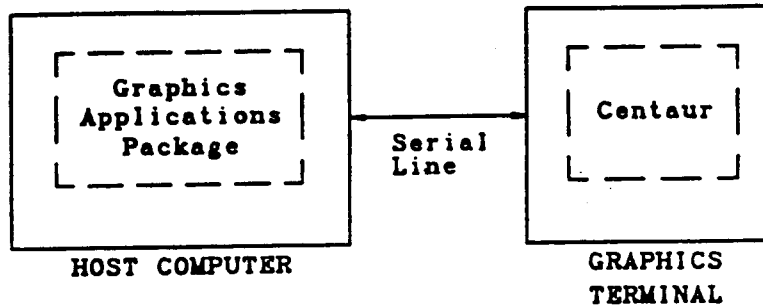 Graphics
Applications
Package
Centaur
Serial
Line
HOST COMPUTER
GRAPHICS
TERMINAL